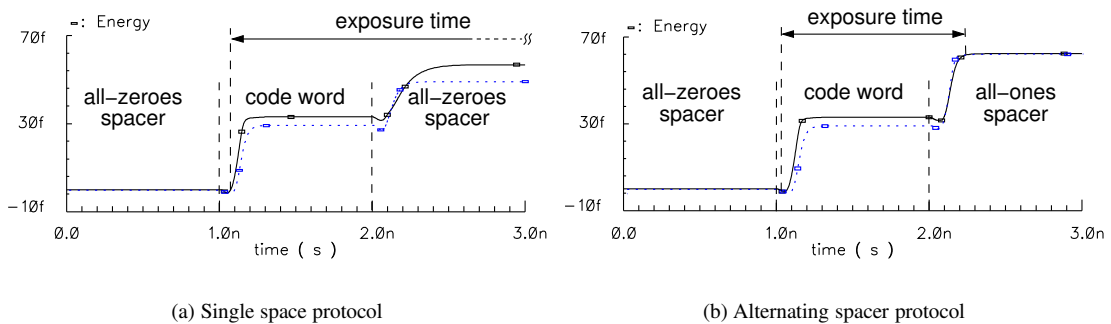 ▭: Energy
exposure time
70f
all–zeroes
spacer
code word
all–zeroes
spacer
30f
−10f
0.0
1.0n
2.0n
3.0n
time ( s )
(a) Single space protocol
▭: Energy
exposure time
70f
all–zeroes
spacer
code word
all–ones
spacer
30f
−10f
0.0
1.0n
2.0n
3.0n
time ( s )
(b) Alternating spacer protocol